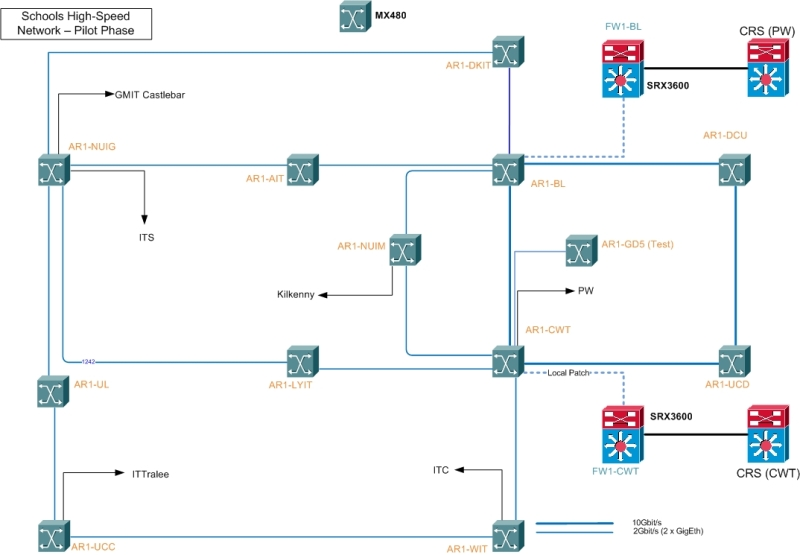 Schools High-Speed
Network – Pilot Phase
MX480
FW1-BL
CRS (PW)
AR1-DKIT
SRX3600
GMIT Castlebar
AR1-NUIG
AR1-DCU
AR1-AIT
AR1-BL
ITS
AR1-NUIM
AR1-GD5 (Test)
Kilkenny
PW
AR1-CWT
1242
Local Patch
AR1-UL
AR1-LYIT
AR1-UCD
SRX3600
FW1-CWT
CRS (CWT)
ITTralee
ITC
AR1-UCC
AR1-WIT
10Gbit/s
2Gbit/s (2 x GigEth)